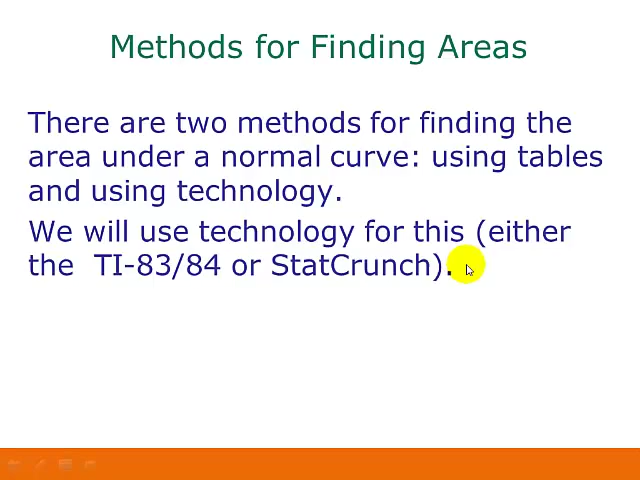 Methods for Finding Areas
There are two methods for finding the
area under a normal curve: using tables
and using technology.
We will use technology for this (either
the  TI-83/84 or StatCrunch).